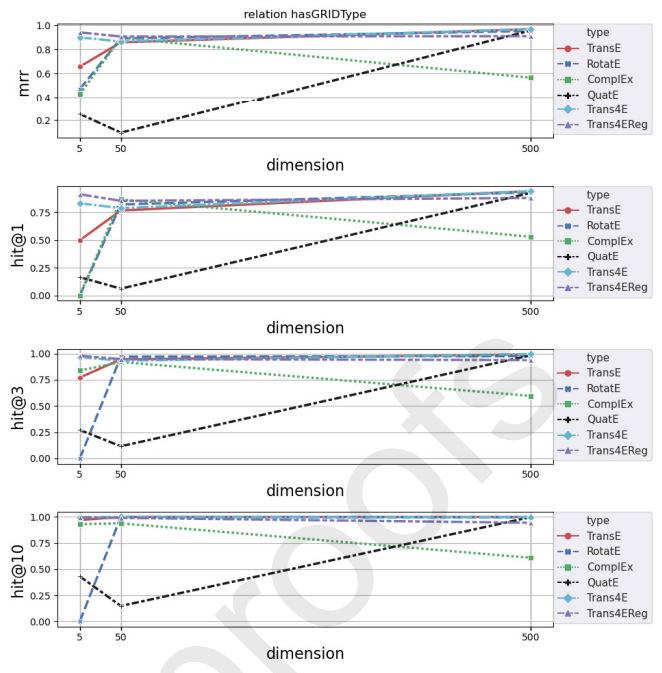 relation hasGRIDType
mrr
1.0
0.8
0.6
0.4
0.2
5
50
500
dimension
type
TransE
RotatE
ComplEx
QuatE
Trans4E
Trans4EReg
hit@1
0.75
0.50
0.25
0.00
5
50
500
dimension
type
TransE
RotatE
ComplEx
QuatE
Trans4E
Trans4EReg
hit@3
1.00
0.75
0.50
0.25
0.00
5
50
500
dimension
type
TransE
RotatE
ComplEx
QuatE
Trans4E
Trans4EReg
hit@10
1.00
0.75
0.50
0.25
0.00
5
50
500
dimension
type
TransE
RotatE
ComplEx
QuatE
Trans4E
Trans4EReg
proofs